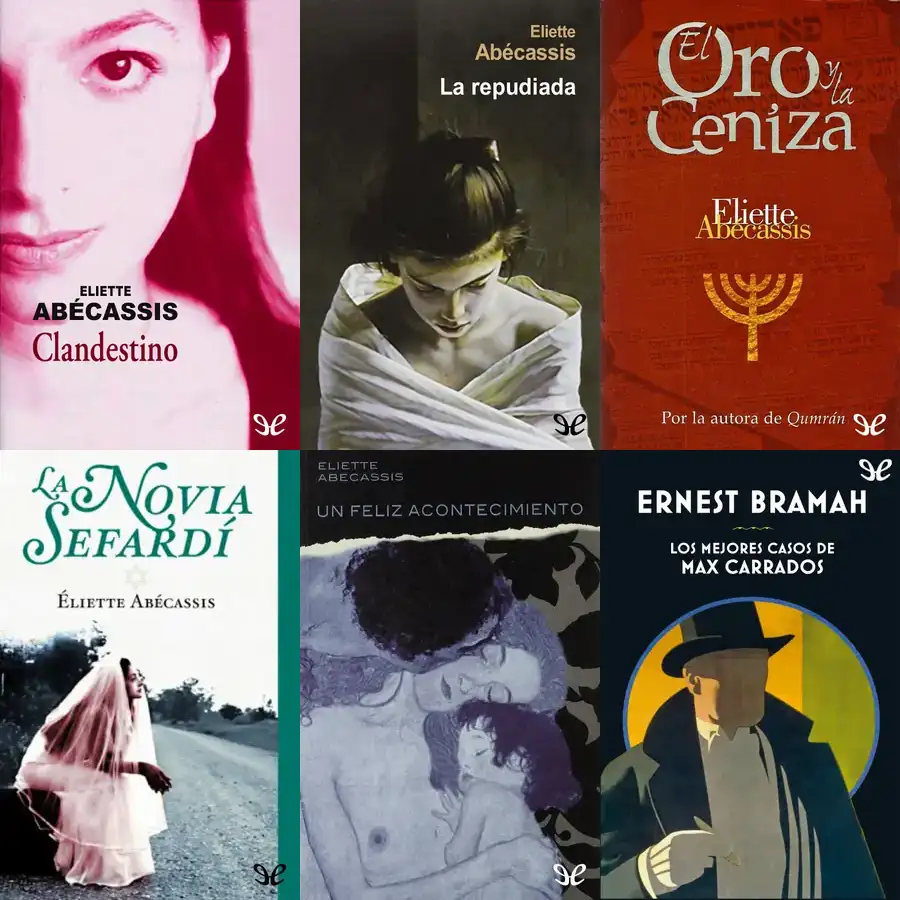 ELIETTE
ABÉCASSIS
Clandestino
Eliette
Abécassis
La repudiada
El
Oro y la
Ceniza
Eliette
Abécassis
Por la autora de Qumrán
LA NOVIA
SEFARDÍ
ÉLIETTE ABÉCASSIS
ELIETTE
ABECASSIS
UN FELIZ ACONTECIMIENTO
ERNEST BRAMAH
LOS MEJORES CASOS DE
MAX CARRADOS